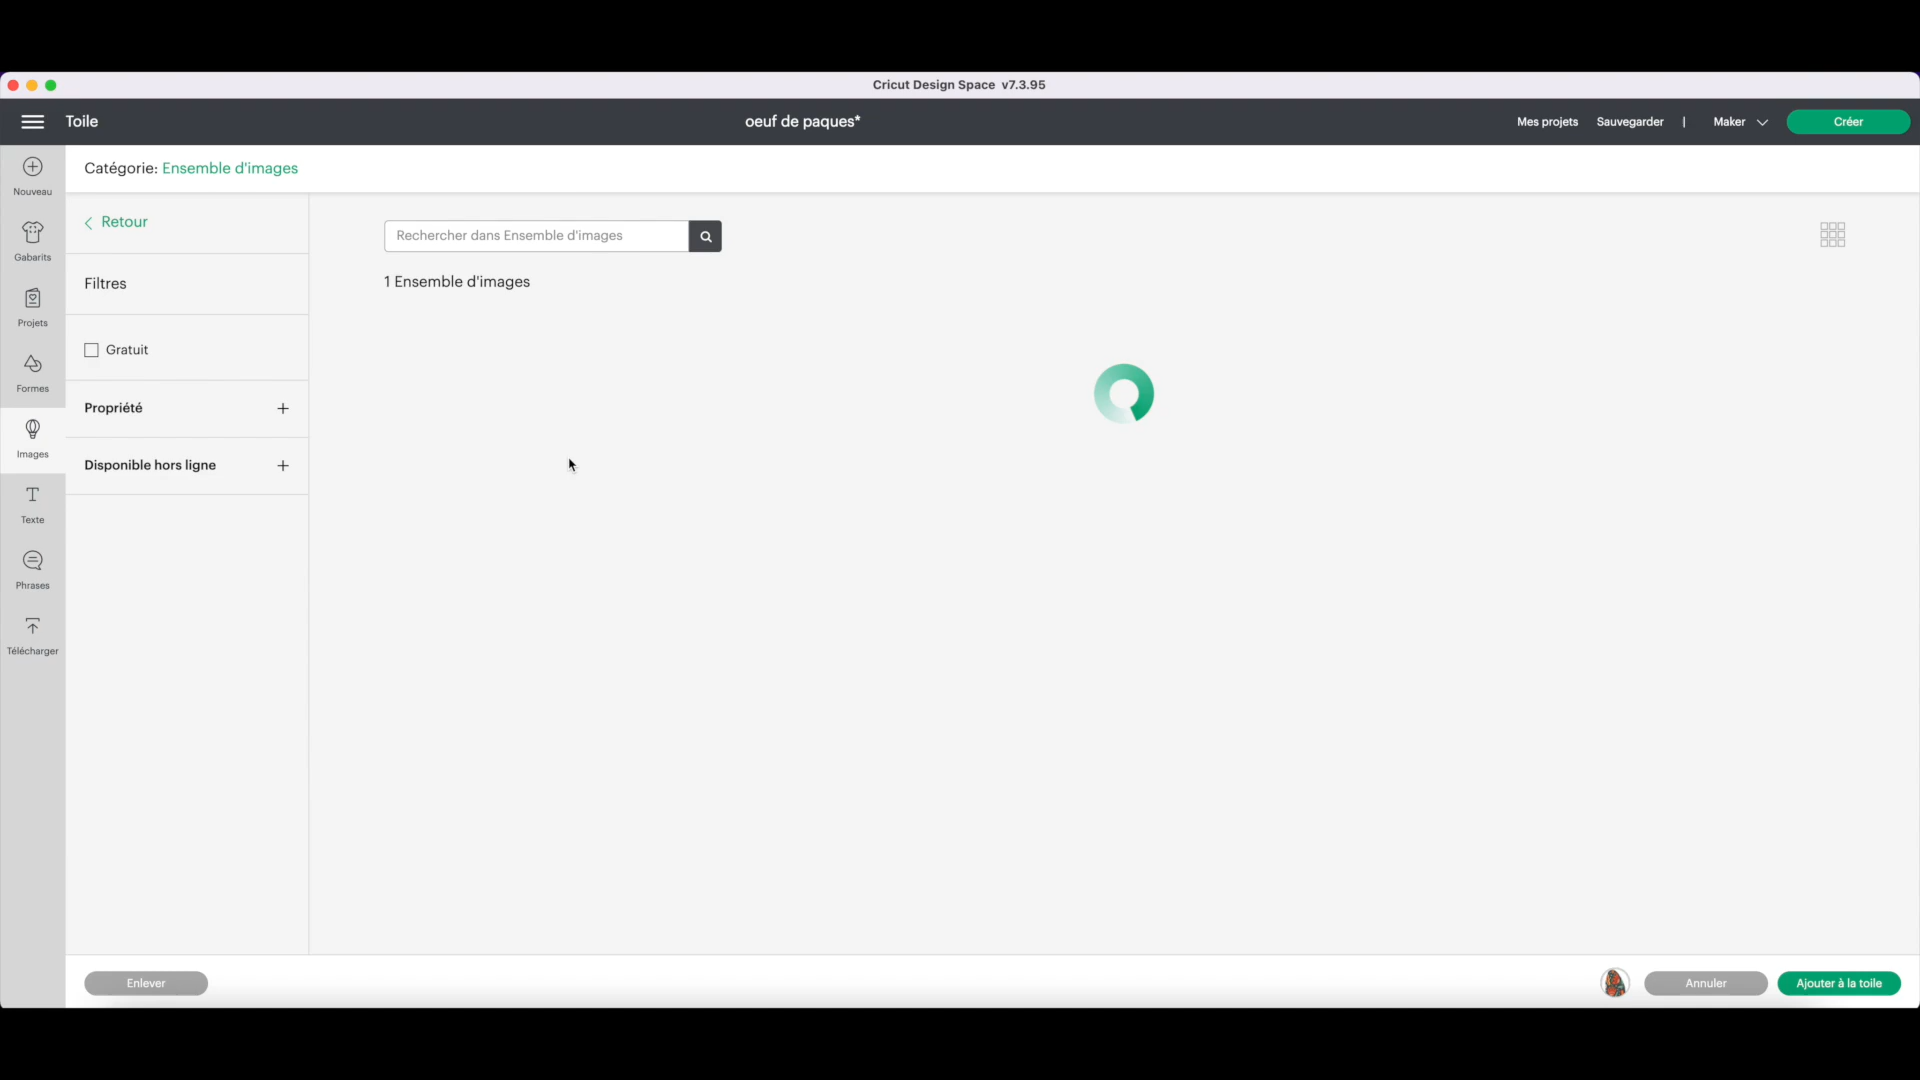 Cricut Design Space v7.3.95
Toile
oeuf de paques*
Mes projets
Sauvegarder
|
Maker
Créer
Nouveau
Gabarits
Projets
Formes
Images
Texte
Phrases
Télécharger
Catégorie: Ensemble d'images
Retour
Filtres
Gratuit
Propriété
Disponible hors ligne
Rechercher dans Ensemble d'images
1 Ensemble d'images
Enlever
Annuler
Ajouter à la toile